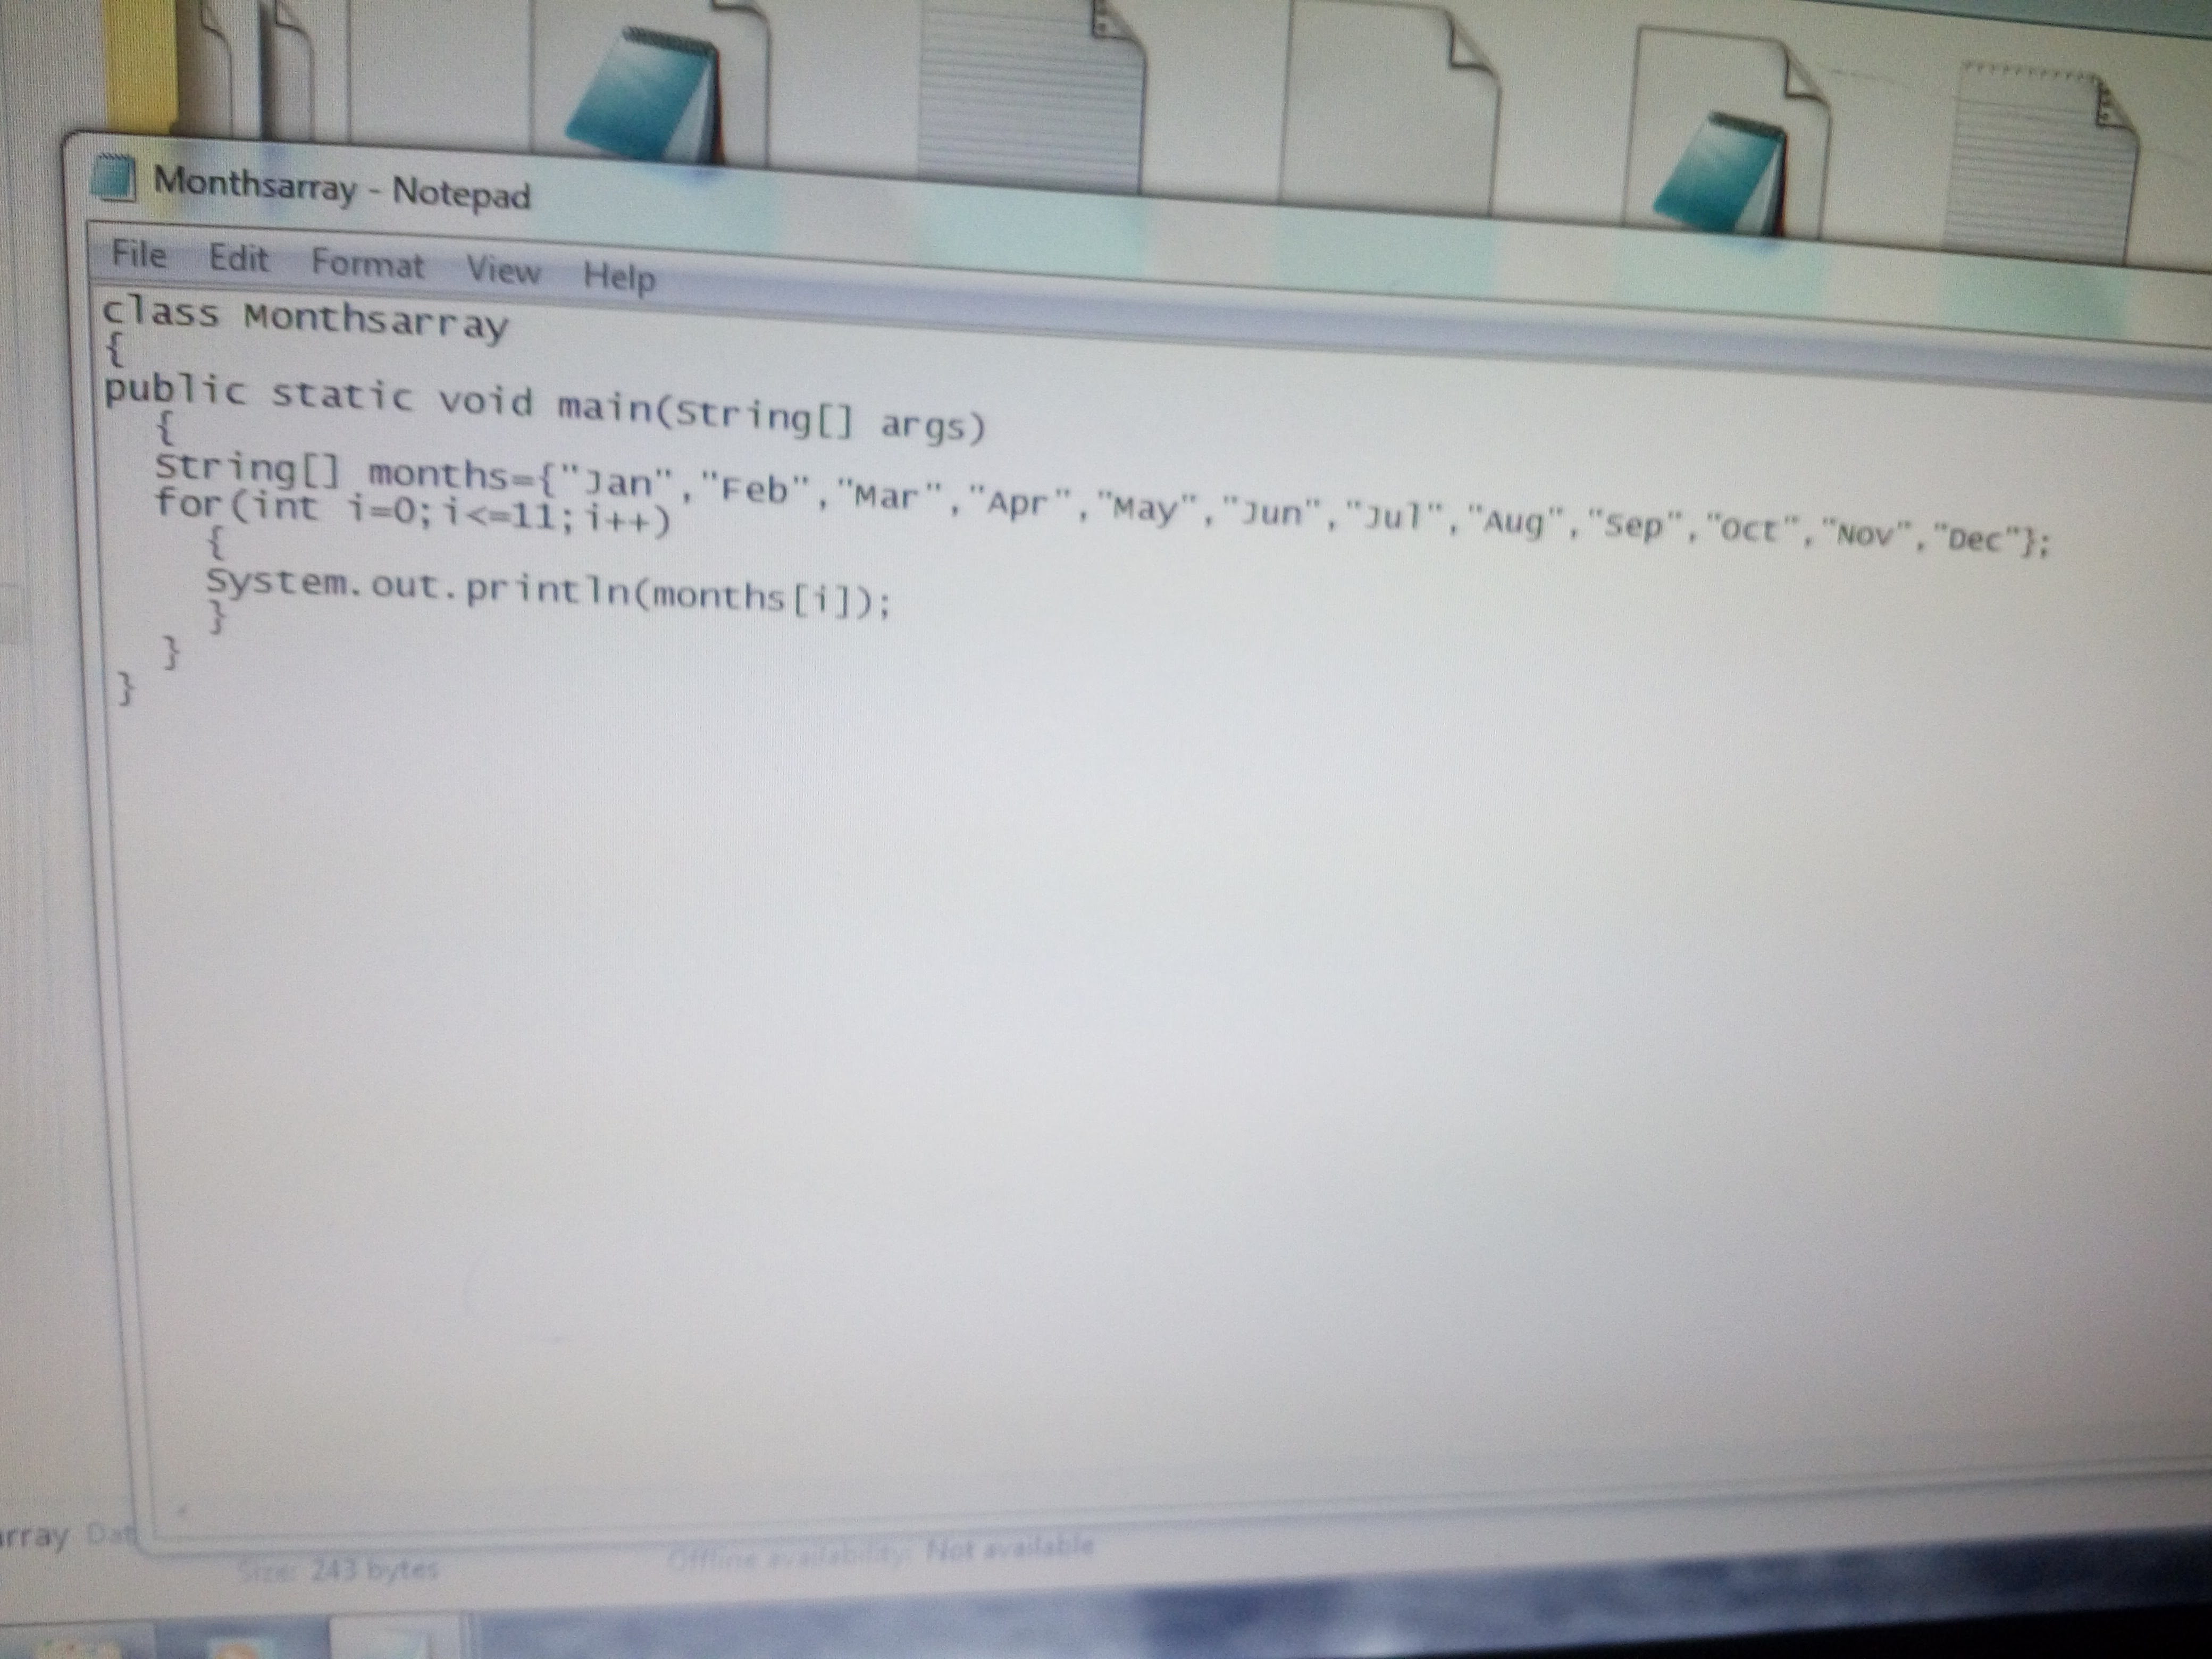 Monthsarray - Notepad
File Edit Format View Help
class Monthsarray
{
public static void main(String[] args)
{
String[] months={"Jan","Feb","Mar","Apr","May","Jun","Jul","Aug","Sep","Oct","Nov","Dec"};
for(int i=0;i<=11;i++)
{
System.out.println(months[i]);
}
}
}
rray Dat
Size: 243 bytes
Offline availability: Not available